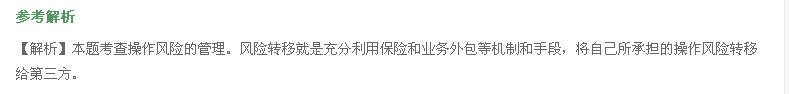 参考解析
【解析】本题考查操作风险的管理。风险转移就是充分利用保险和业务外包等机制和手段，将自己所承担的操作风险转移
给第三方。